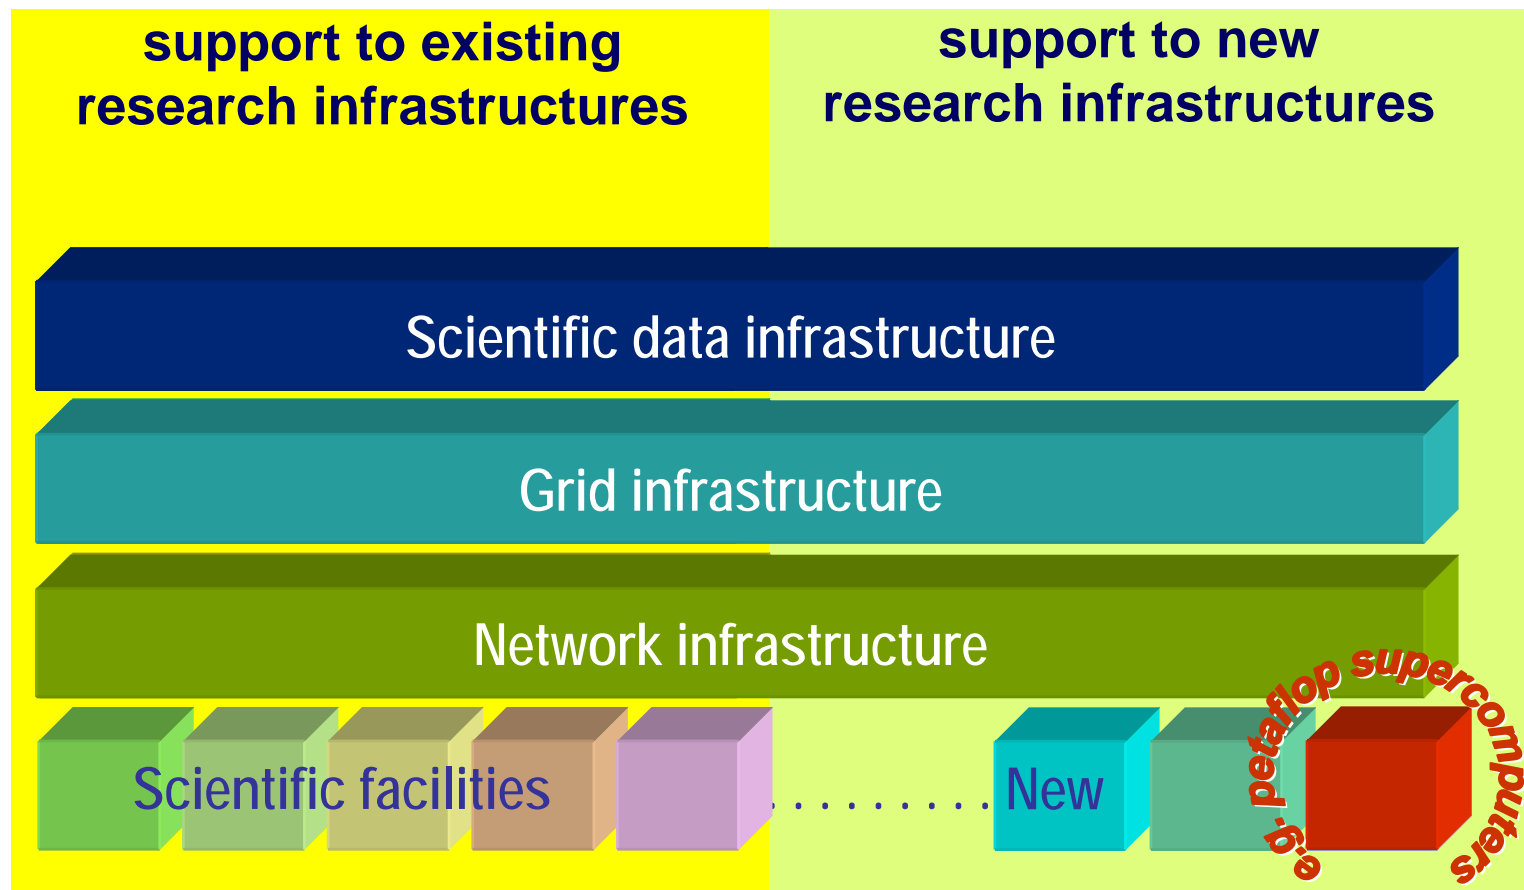 support to existing
research infrastructures
support to new
research infrastructures
Scientific data infrastructure
Grid infrastructure
Network infrastructure
Scientific facilities
. . . . . . . . .
New
e.g. petaflop supercomputers